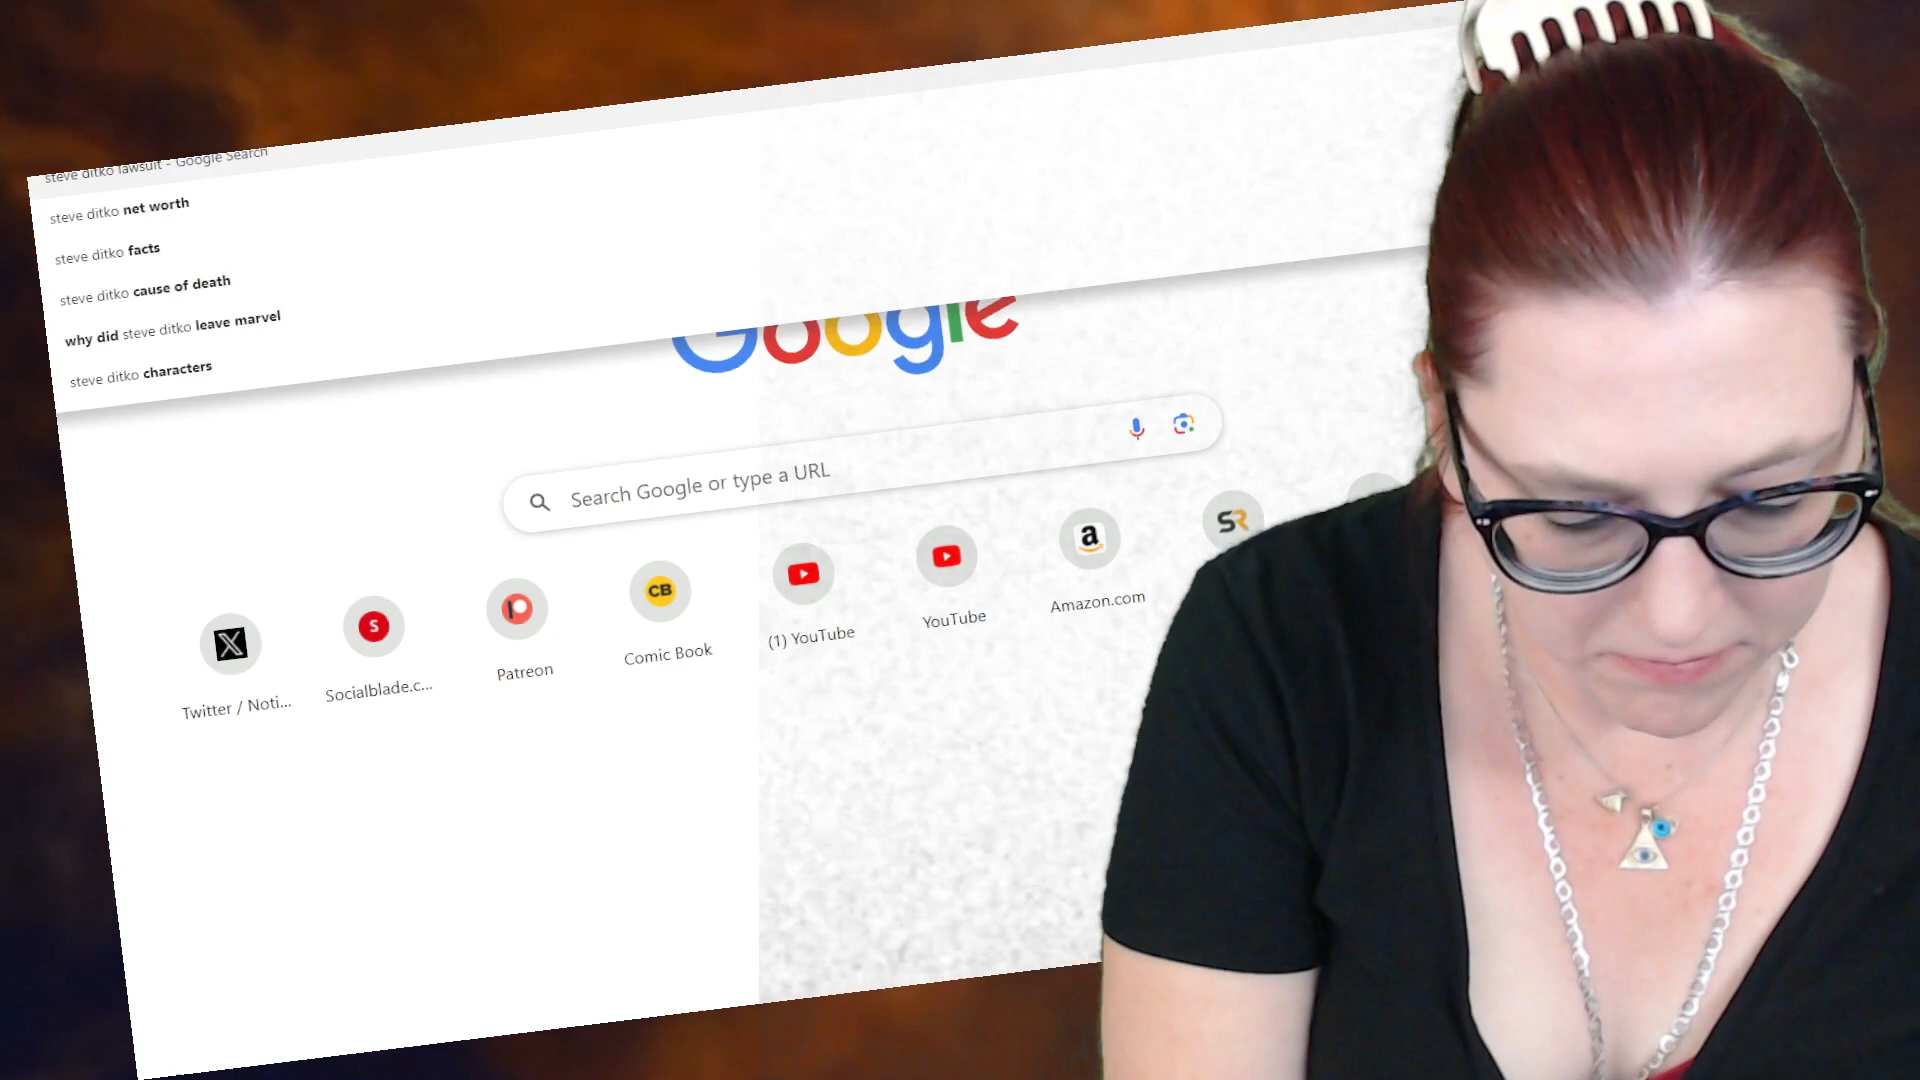 steve ditko lawsuit - Google Search
steve ditko net worth
steve ditko facts
steve ditko cause of death
why did steve ditko leave marvel
steve ditko characters
Google
Search Google or type a URL
Twitter / Noti...
S
Socialblade.c...
Patreon
CB
Comic Book
(1) YouTube
YouTube
a
Amazon.com
SR